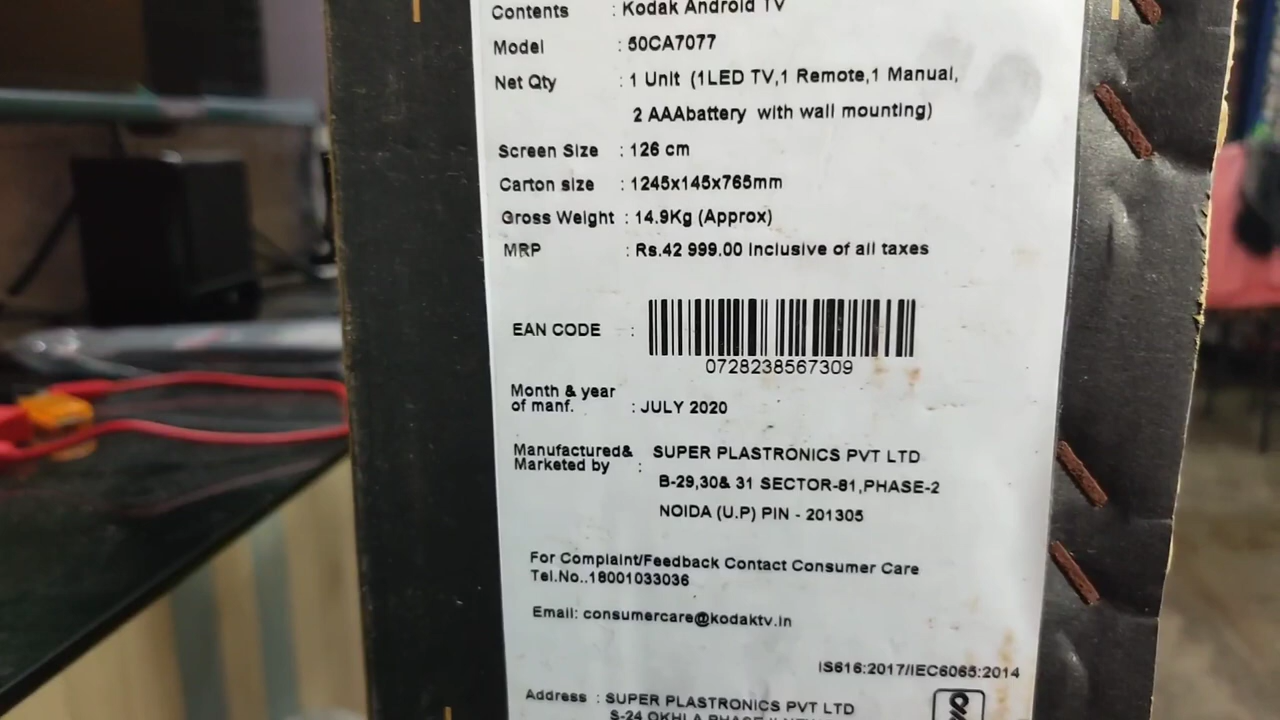 Contents : Kodak Android TV
Model : 50CA7077
Net Qty : 1 Unit (1LED TV,1 Remote,1 Manual,
2 AAAbattery with wall mounting)
Screen Size : 126 cm
Carton size : 1245x145x765mm
Gross Weight : 14.9Kg (Approx)
MRP : Rs.42 999.00 Inclusive of all taxes
EAN CODE :
0728238567309
Month & year
of manf. : JULY 2020
Manufactured& SUPER PLASTRONICS PVT LTD
Marketed by :
B-29,30& 31 SECTOR-81,PHASE-2
NOIDA (U.P) PIN - 201305
For Complaint/Feedback Contact Consumer Care
Tel.No..18001033036
Email: consumercare@kodaktv.in
IS616:2017/IEC6065:2014
Address : SUPER PLASTRONICS PVT LTD
S-24 OKHLA PHASE